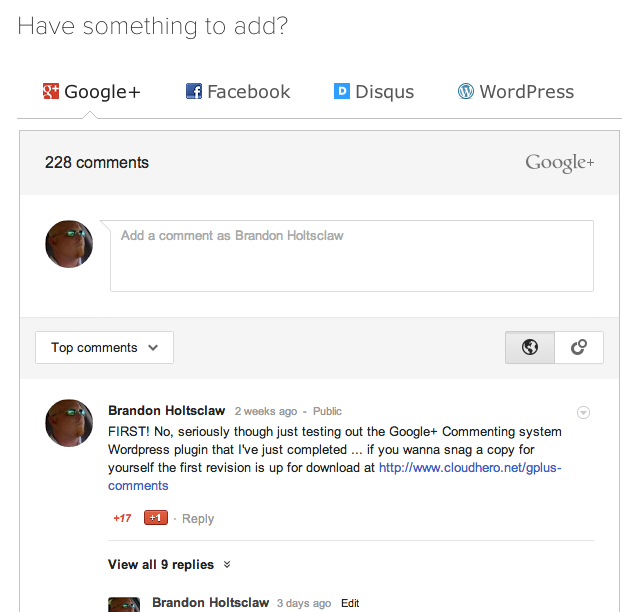 Have something to add?
Google+ Facebook Disqus WordPress
228 comments Google+
Add a comment as Brandon Holtsclaw
Top comments
Brandon Holtsclaw 2 weeks ago - Public
FIRST! No, seriously though just testing out the Google+ Commenting system
Wordpress plugin that I've just completed ... if you wanna snag a copy for
yourself the first revision is up for download at http://www.cloudhero.net/gplus-
comments
+17 +1 · Reply
View all 9 replies
Brandon Holtsclaw 3 days ago Edit